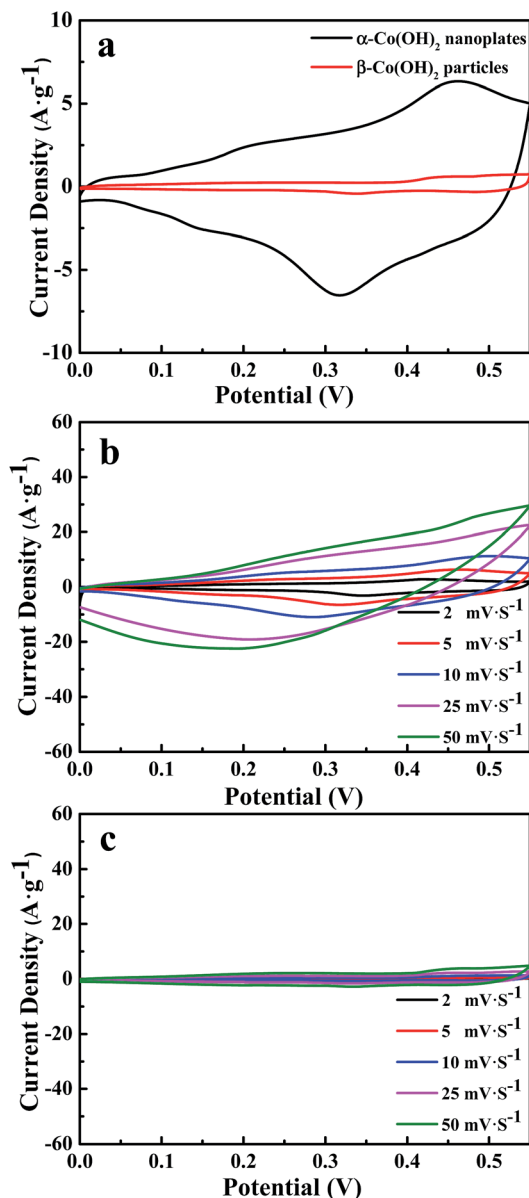 a
α-Co(OH)₂ nanoplates
β-Co(OH)₂ particles
10
5
0
-5
-10
Current Density (A·g⁻¹)
0.0 0.1 0.2 0.3 0.4 0.5
Potential (V)
b
60
40
20
0
-20
-40
-60
Current Density (A·g⁻¹)
2 mV·S⁻¹
5 mV·S⁻¹
10 mV·S⁻¹
25 mV·S⁻¹
50 mV·S⁻¹
0.0 0.1 0.2 0.3 0.4 0.5
Potential (V)
c
60
40
20
0
-20
-40
-60
Current Density (A·g⁻¹)
2 mV·S⁻¹
5 mV·S⁻¹
10 mV·S⁻¹
25 mV·S⁻¹
50 mV·S⁻¹
0.0 0.1 0.2 0.3 0.4 0.5
Potential (V)